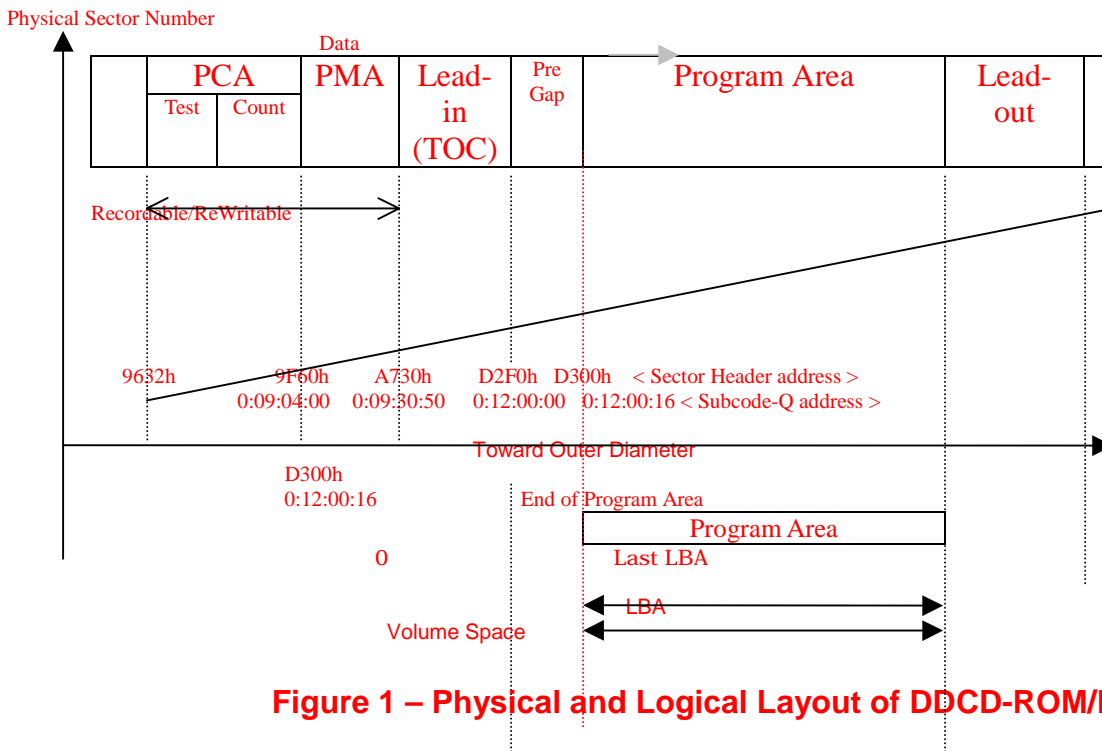 Physical Sector Number
Data
PCA
PMA
Lead-
in
(TOC)
Pre
Gap
Program Area
Lead-
out
Test
Count
Recordable/ReWritable
9632h
9F60h
A730h
D2F0h
D300h
< Sector Header address >
0:09:04:00
0:09:30:50
0:12:00:00
0:12:00:16
< Subcode-Q address >
Toward Outer Diameter
D300h
0:12:00:16
End of Program Area
Program Area
0
Last LBA
LBA
Volume Space
Figure 1 – Physical and Logical Layout of DDCD-ROM/